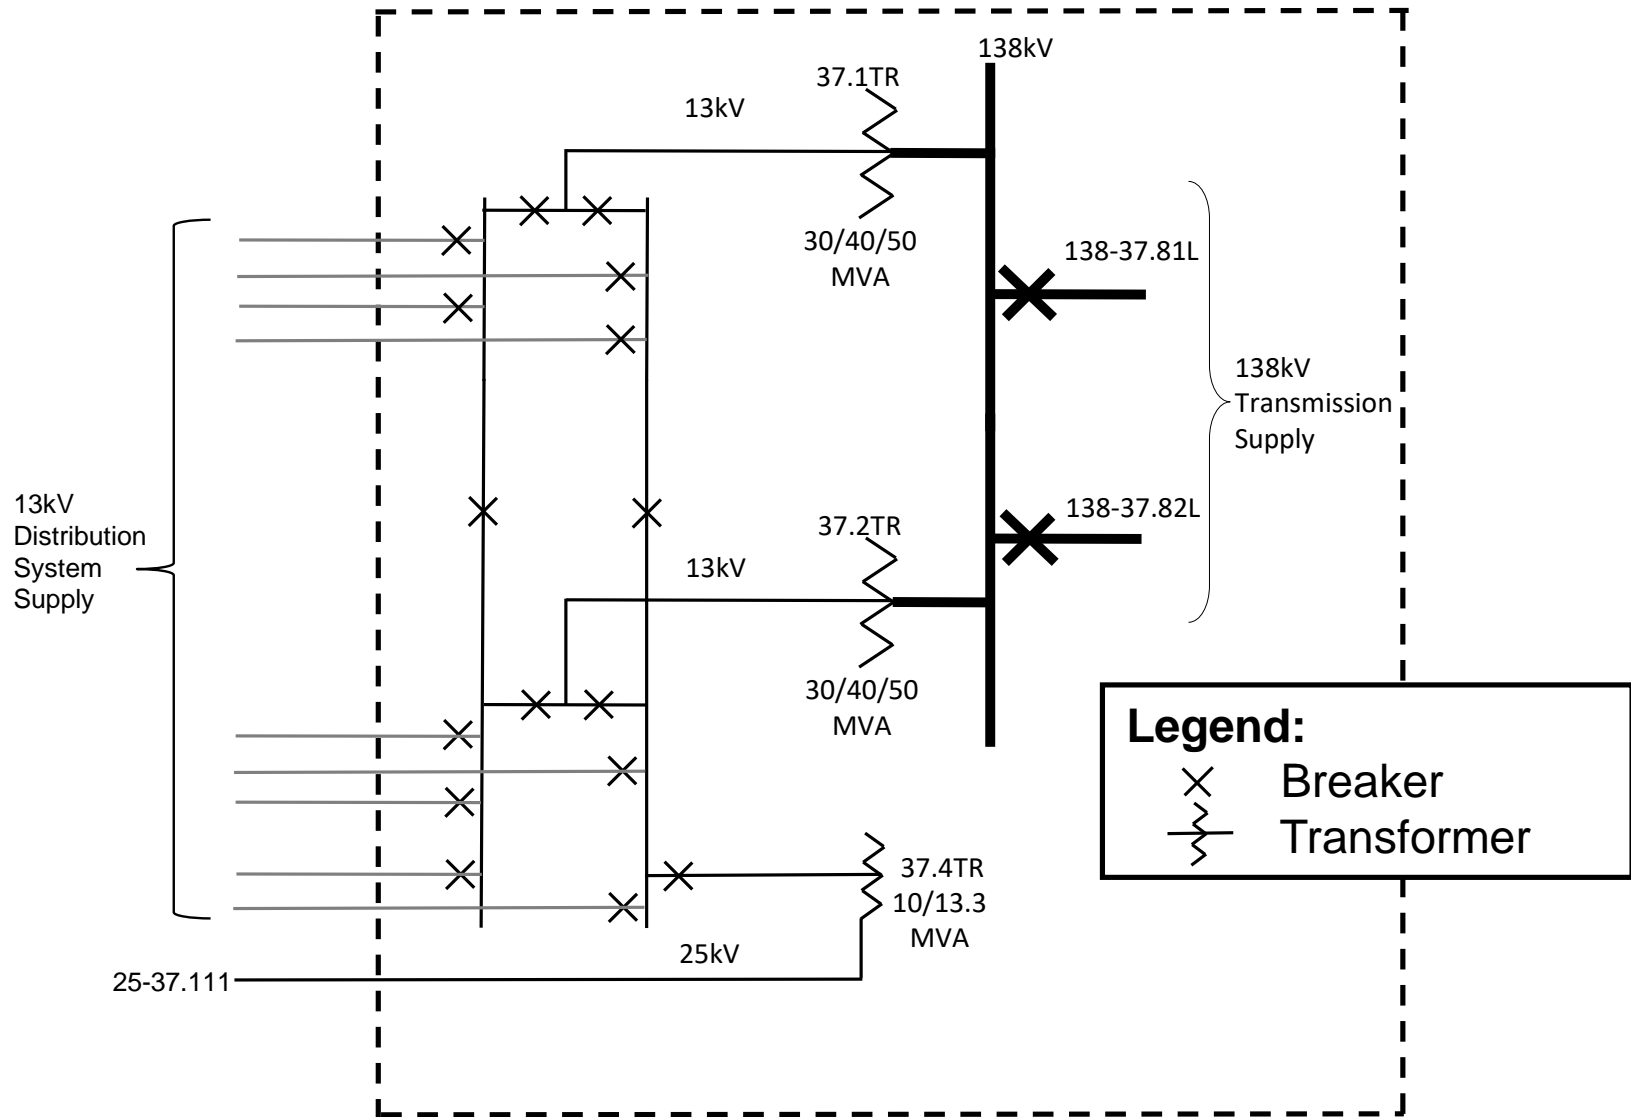 138kV
37.1TR
13kV
30/40/50
MVA
138-37.81L
138kV
Transmission
Supply
13kV
Distribution
System
Supply
138-37.82L
37.2TR
13kV
30/40/50
MVA
Legend:
Breaker
Transformer
37.4TR
10/13.3
MVA
25kV
25-37.111